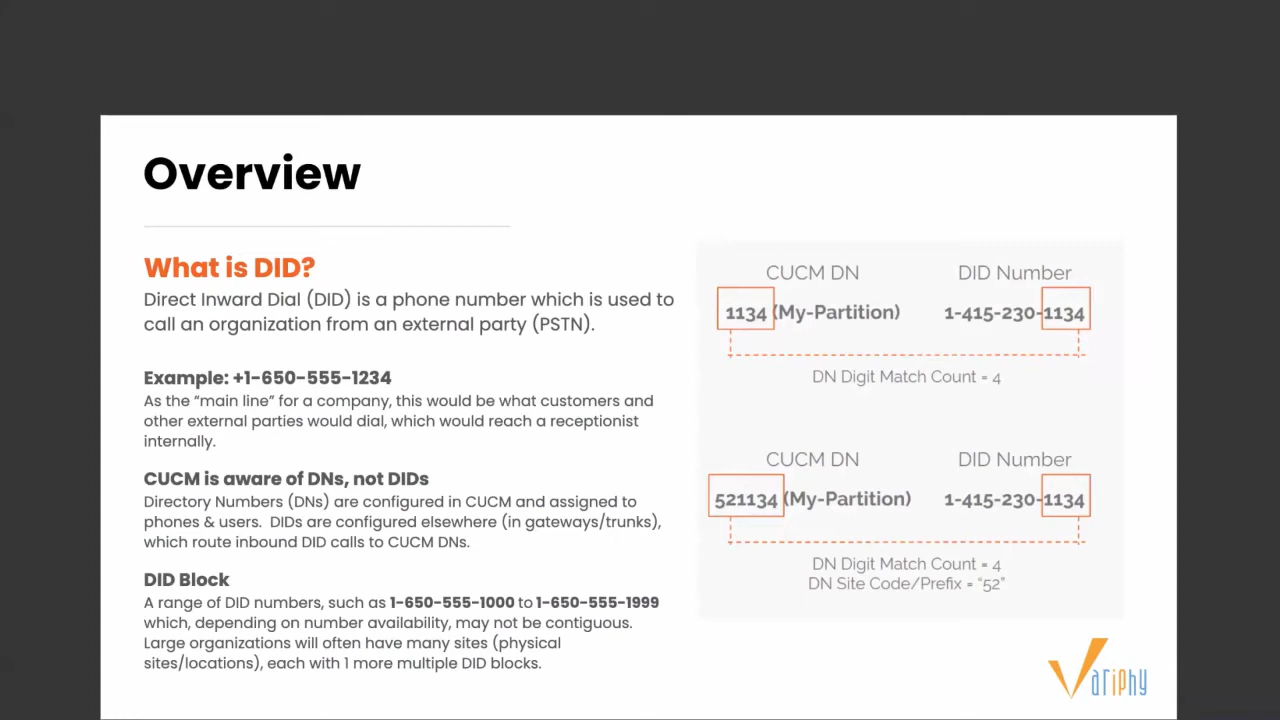 Overview
What is DID?
Direct Inward Dial (DID) is a phone number which is used to
call an organization from an external party (PSTN).
Example: +1-650-555-1234
As the “main line” for a company, this would be what customers and
other external parties would dial, which would reach a receptionist
internally.
CUCM is aware of DNs, not DIDs
Directory Numbers (DNs) are configured in CUCM and assigned to
phones & users.  DIDs are configured elsewhere (in gateways/trunks),
which route inbound DID calls to CUCM DNs.
DID Block
A range of DID numbers, such as 1-650-555-1000 to 1-650-555-1999
which, depending on number availability, may not be contiguous.
Large organizations will often have many sites (physical
sites/locations), each with 1 more multiple DID blocks.
CUCM DN DID Number
1134 (My-Partition) 1-415-230-1134
DN Digit Match Count = 4
CUCM DN DID Number
521134 (My-Partition) 1-415-230-1134
DN Digit Match Count = 4
DN Site Code/Prefix = “52”
Variphy